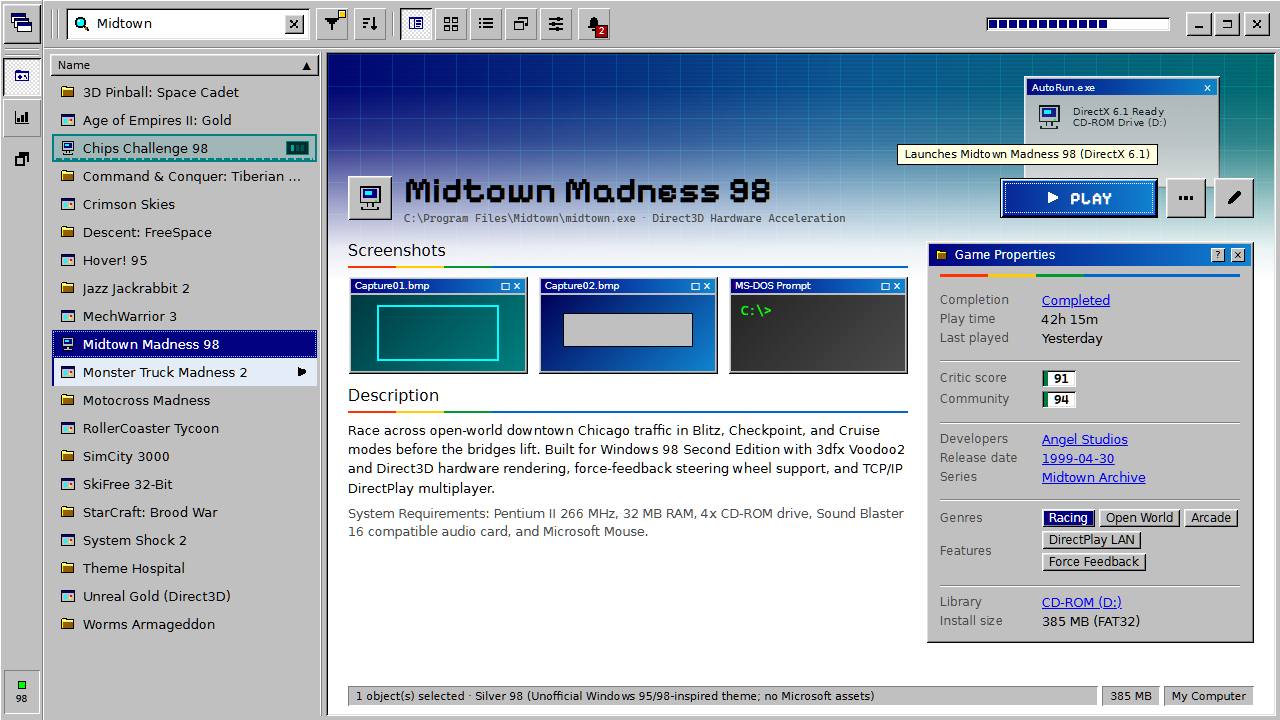 Midtown
2
98
Name
3D Pinball: Space Cadet
Age of Empires II: Gold
Chips Challenge 98
Command & Conquer: Tiberian ...
Crimson Skies
Descent: FreeSpace
Hover! 95
Jazz Jackrabbit 2
MechWarrior 3
Midtown Madness 98
Monster Truck Madness 2
Motocross Madness
RollerCoaster Tycoon
SimCity 3000
SkiFree 32-Bit
StarCraft: Brood War
System Shock 2
Theme Hospital
Unreal Gold (Direct3D)
Worms Armageddon
AutoRun.exe
DirectX 6.1 Ready
CD-ROM Drive (D:)
Launches Midtown Madness 98 (DirectX 6.1)
Midtown Madness 98
C:\Program Files\Midtown\midtown.exe · Direct3D Hardware Acceleration
PLAY
Screenshots
Capture01.bmp
Capture02.bmp
MS-DOS Prompt
C:\>
Description
Race across open-world downtown Chicago traffic in Blitz, Checkpoint, and Cruise
modes before the bridges lift. Built for Windows 98 Second Edition with 3dfx Voodoo2
and Direct3D hardware rendering, force-feedback steering wheel support, and TCP/IP
DirectPlay multiplayer.
System Requirements: Pentium II 266 MHz, 32 MB RAM, 4x CD-ROM drive, Sound Blaster
16 compatible audio card, and Microsoft Mouse.
Game Properties
?
Completion Completed
Play time 42h 15m
Last played Yesterday
Critic score 91
Community 94
Developers Angel Studios
Release date 1999-04-30
Series Midtown Archive
Genres Racing Open World Arcade
Features DirectPlay LAN
Force Feedback
Library CD-ROM (D:)
Install size 385 MB (FAT32)
1 object(s) selected · Silver 98 (Unofficial Windows 95/98-inspired theme; no Microsoft assets)
385 MB
My Computer